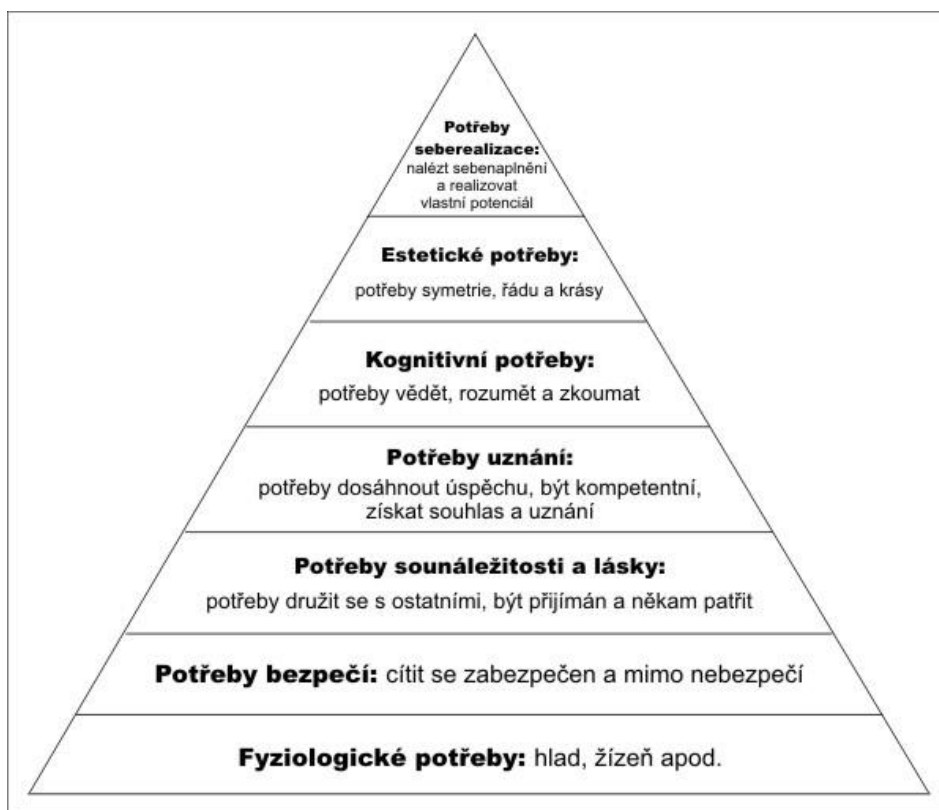 Potřeby
seberealizace:
nalézt sebenaplnění
a realizovat
vlastní potenciál
Estetické potřeby:
potřeby symetrie, řádu a krásy
Kognitivní potřeby:
potřeby vědět, rozumět a zkoumat
Potřeby uznání:
potřeby dosáhnout úspěchu, být kompetentní,
získat souhlas a uznání
Potřeby sounáležitosti a lásky:
potřeby družit se s ostatními, být přijímán a někam patřit
Potřeby bezpečí: cítit se zabezpečen a mimo nebezpečí
Fyziologické potřeby: hlad, žízeň apod.